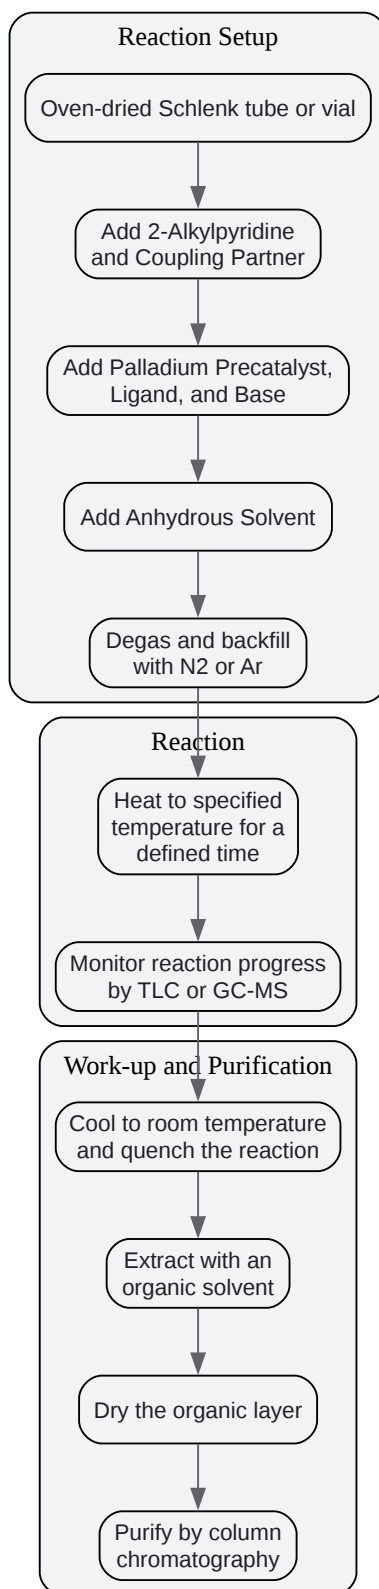 Reaction Setup
Oven-dried Schlenk tube or vial
Add 2-Alkylpyridine
and Coupling Partner
Add Palladium Precatalyst,
Ligand, and Base
Add Anhydrous Solvent
Degas and backfill
with N2 or Ar
Reaction
Heat to specified
temperature for a
defined time
Monitor reaction progress
by TLC or GC-MS
Work-up and Purification
Cool to room temperature
and quench the reaction
Extract with an
organic solvent
Dry the organic layer
Purify by column
chromatography